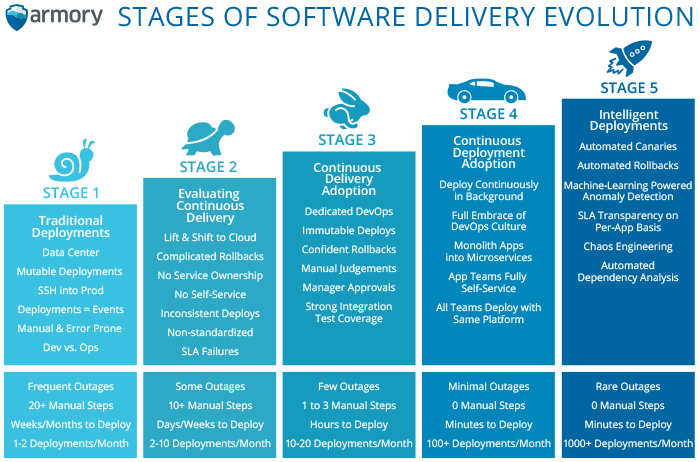 armory
STAGES OF SOFTWARE DELIVERY EVOLUTION
STAGE 1
Traditional
Deployments
Data Center
Mutable Deployments
SSH into Prod
Deployments = Events
Manual & Error Prone
Dev vs. Ops
Frequent Outages
20+ Manual Steps
Weeks/Months to Deploy
1-2 Deployments/Month
STAGE 2
Evaluating
Continuous
Delivery
Lift & Shift to Cloud
Complicated Rollbacks
No Service Ownership
No Self-Service
Inconsistent Deploys
Non-standardized
SLA Failures
Some Outages
10+ Manual Steps
Days/Weeks to Deploy
2-10 Deployments/Month
STAGE 3
Continuous
Delivery
Adoption
Dedicated DevOps
Immutable Deploys
Confident Rollbacks
Manual Judgements
Manager Approvals
Strong Integration
Test Coverage
Few Outages
1 to 3 Manual Steps
Hours to Deploy
10-20 Deployments/Month
STAGE 4
Continuous
Deployment
Adoption
Deploy Continuously
in Background
Full Embrace of
DevOps Culture
Monolith Apps
into Microservices
App Teams Fully
Self-Service
All Teams Deploy with
Same Platform
Minimal Outages
0 Manual Steps
Minutes to Deploy
100+ Deployments/Month
STAGE 5
Intelligent
Deployments
Automated Canaries
Automated Rollbacks
Machine-Learning Powered
Anomaly Detection
SLA Transparency on
Per-App Basis
Chaos Engineering
Automated
Dependency Analysis
Rare Outages
0 Manual Steps
Minutes to Deploy
1000+ Deployments/Month